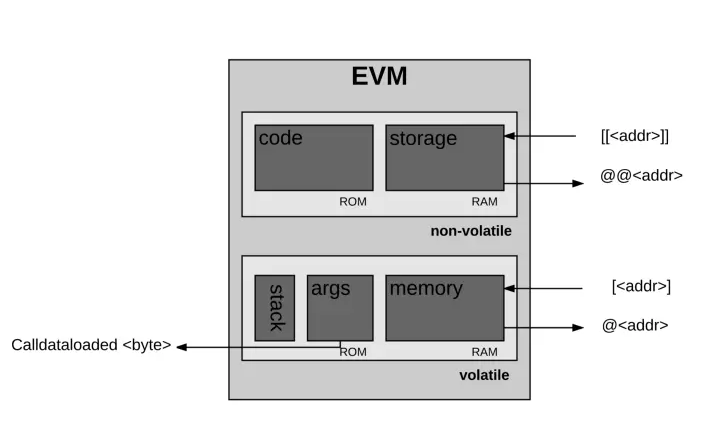 EVM
code
storage
[[<addr>]]
@@<addr>
ROM
RAM
non-volatile
stack
args
memory
[<addr>]
@<addr>
Calldataloaded <byte>
ROM
RAM
volatile